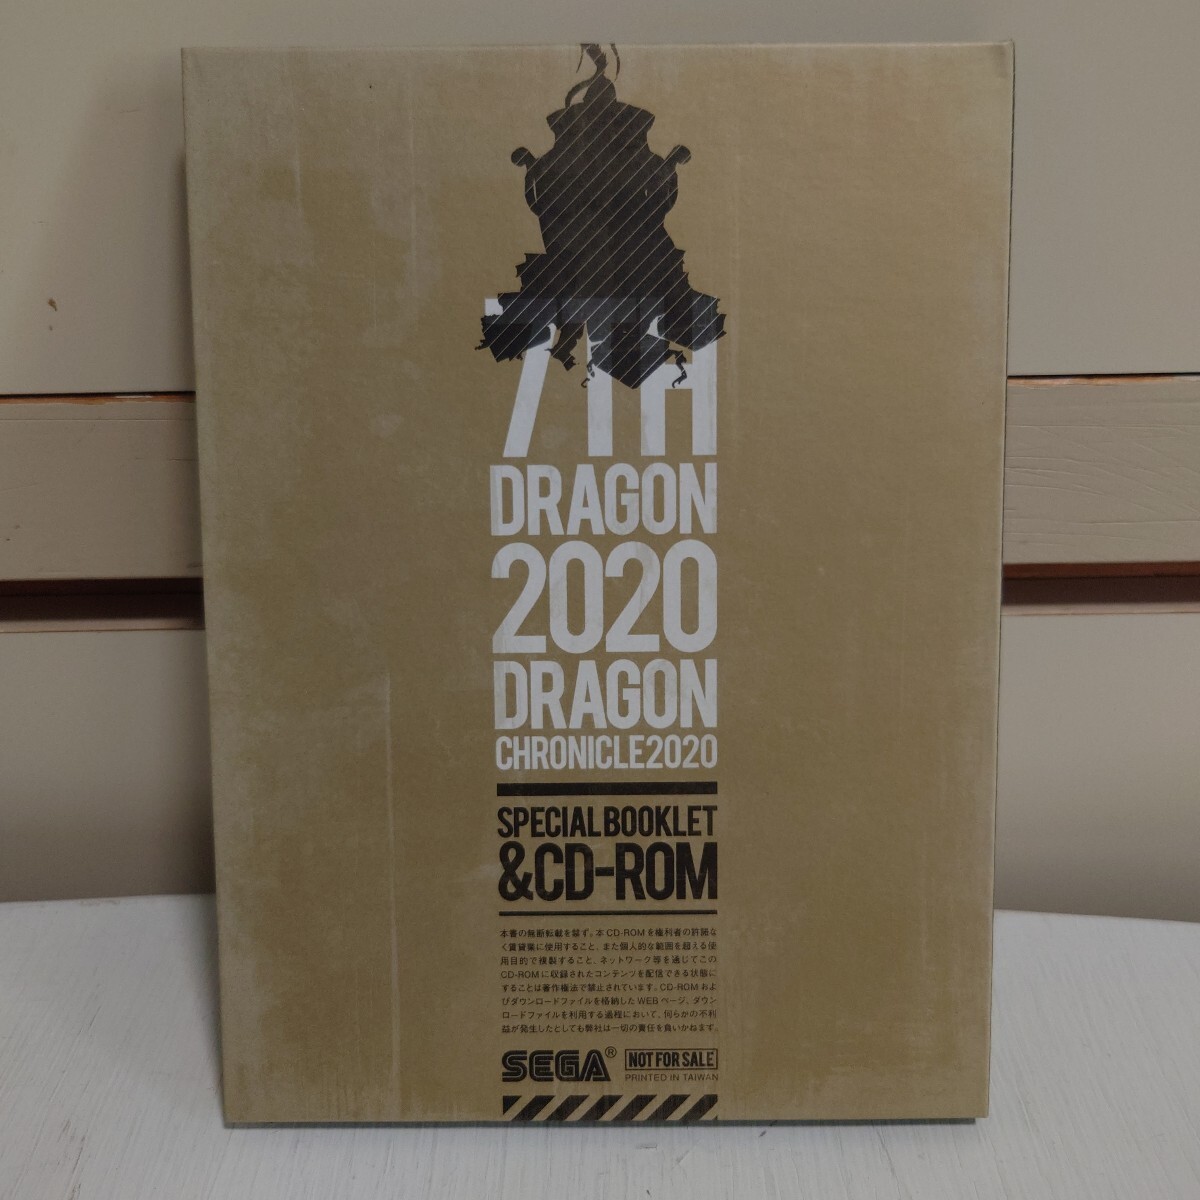 7TH
DRAGON
2020
DRAGON
CHRONICLE2020
SPECIAL BOOKLET
&CD-ROM
本書の無断転載を禁ず。本CD-ROMを権利者の許諾な
く賃貸業に使用すること、また個人的な範囲を超える使
用目的で複製すること、ネットワーク等を通じてこの
CD-ROMに収録されたコンテンツを配信できる状態に
することは著作権法で禁止されています。CD-ROMおよ
びダウンロードファイルを格納したWEBページ、ダウン
ロードファイルを利用する過程において、何らかの不利
益が発生したとしても弊社は一切の責任を負いかねます。
SEGA® NOT FOR SALE
PRINTED IN TAIWAN